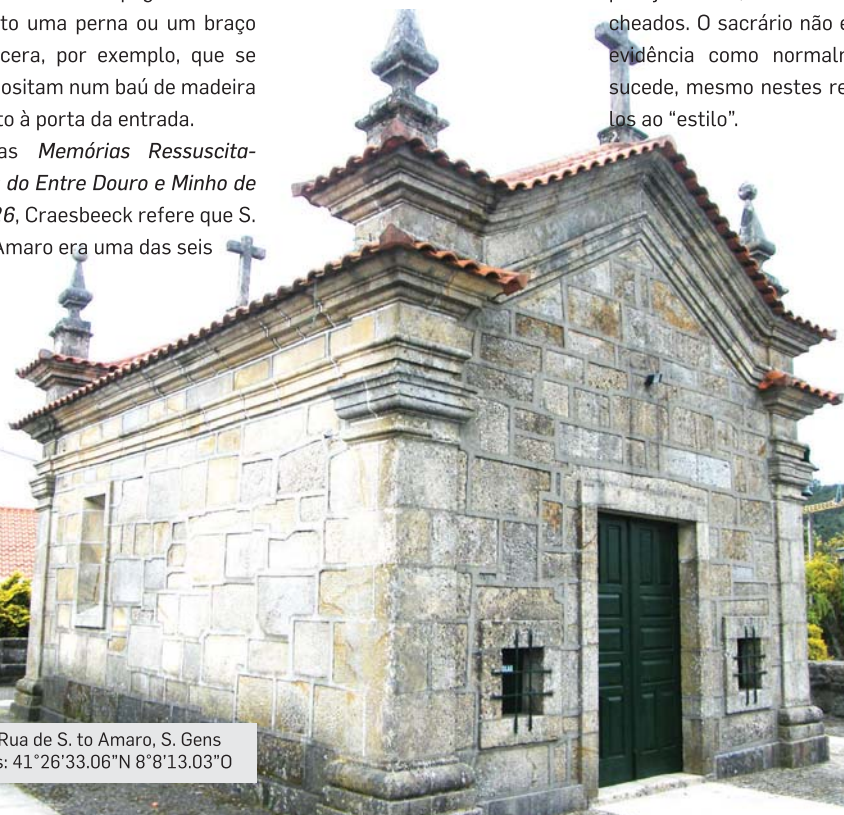 to uma perna ou um braço
cera, por exemplo, que se
ositam num baú de madeira
to à porta da entrada.
as Memórias Ressuscita-
do Entre Douro e Minho de
26, Craesbeeck refere que S.
Amaro era uma das seis
cheados. O sacrário não e
evidência como normalm
sucede, mesmo nestes re
los ao “estilo”.
Rua de S. to Amaro, S. Gens
s: 41°26’33.06”N 8°8’13.03”O